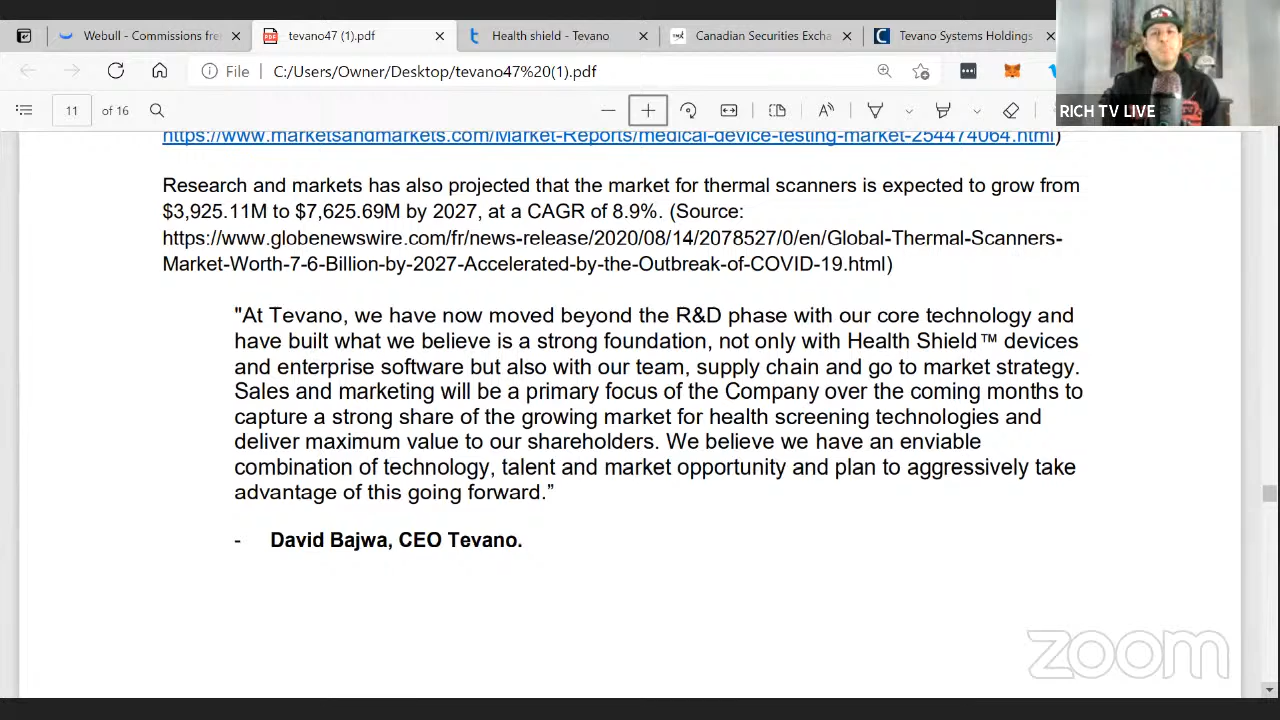 Webull - Commissions fre
tevano47 (1).pdf
Health shield - Tevano
Canadian Securities Excha
Tevano Systems Holdings
File
C:/Users/Owner/Desktop/tevano47%20(1).pdf
11 of 16
RICH TV LIVE
https://www.marketsandmarkets.com/Market-Reports/medical-device-testing-market-254474064.html)
Research and markets has also projected that the market for thermal scanners is expected to grow from
$3,925.11M to $7,625.69M by 2027, at a CAGR of 8.9%. (Source:
https://www.globenewswire.com/fr/news-release/2020/08/14/2078527/0/en/Global-Thermal-Scanners-
Market-Worth-7-6-Billion-by-2027-Accelerated-by-the-Outbreak-of-COVID-19.html)
"At Tevano, we have now moved beyond the R&D phase with our core technology and
have built what we believe is a strong foundation, not only with Health Shield™ devices
and enterprise software but also with our team, supply chain and go to market strategy.
Sales and marketing will be a primary focus of the Company over the coming months to
capture a strong share of the growing market for health screening technologies and
deliver maximum value to our shareholders. We believe we have an enviable
combination of technology, talent and market opportunity and plan to aggressively take
advantage of this going forward.”
- David Bajwa, CEO Tevano.
zoom